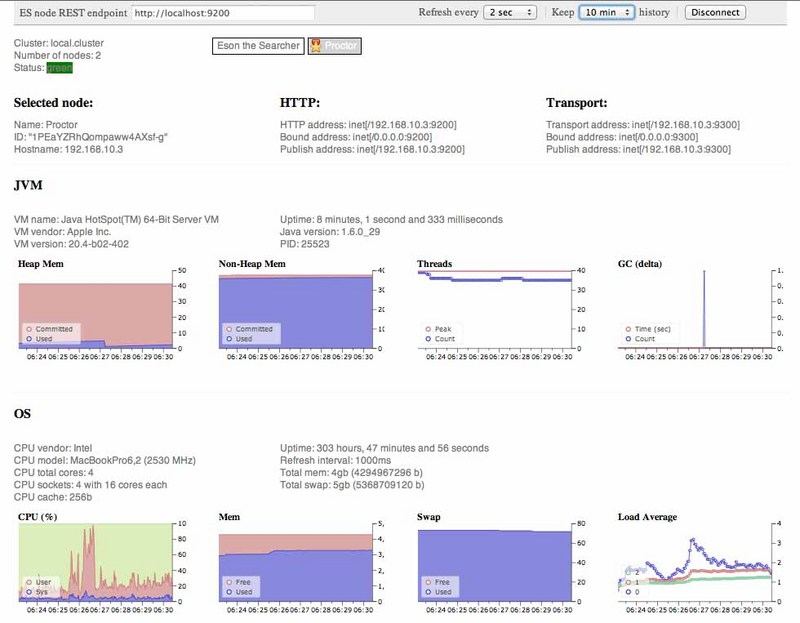 ES node REST endpoint http://localhost:9200 Refresh every 2 sec Keep 10 min history Disconnect
Cluster: local.cluster
Number of nodes: 2
Status: green
Eson the Searcher Proctor
Selected node: HTTP: Transport:
Name: Proctor HTTP address: inet[/192.168.10.3:9200] Transport address: inet[/192.168.10.3:9300]
ID: "1PEaYZRhQompaww4AXsf-g" Bound address: inet[/0.0.0.0:9200] Bound address: inet[/0.0.0.0:9300]
Hostname: 192.168.10.3 Publish address: inet[/192.168.10.3:9200] Publish address: inet[/192.168.10.3:9300]
JVM
VM name: Java HotSpot(TM) 64-Bit Server VM Uptime: 8 minutes, 1 second and 333 milliseconds
VM vendor: Apple Inc. Java version: 1.6.0_29
VM version: 20.4-b02-402 PID: 25523
Heap Mem Non-Heap Mem Threads GC (delta)
50 40 40 1.
40 30 30 0.
30 20 20 0.
20 10 10 0.
10 0 0 0.
0
Committed Committed Peak Time (sec)
Used Used Count Count
06:24 06:25 06:26 06:27 06:28 06:29 06:30 06:24 06:25 06:26 06:27 06:28 06:29 06:30 06:24 06:25 06:26 06:27 06:28 06:29 06:30 06:24 06:25 06:26 06:27 06:28 06:29 06:30
OS
CPU vendor: Intel Uptime: 303 hours, 47 minutes and 56 seconds
CPU model: MacBookPro6,2 (2530 MHz) Refresh interval: 1000ms
CPU total cores: 4 Total mem: 4gb (4294967296 b)
CPU sockets: 4 with 16 cores each Total swap: 5gb (5368709120 b)
CPU cache: 256b
CPU (%) Mem Swap Load Average
10 5, 80 4
80 4, 60 3
60 3, 40 2
40 2, 20 1
20 1, 0 0
0 0,
User Free Free 2
Sys Used Used 1
0
06:24 06:25 06:26 06:27 06:28 06:29 06:30 06:24 06:25 06:26 06:27 06:28 06:29 06:30 06:24 06:25 06:26 06:27 06:28 06:29 06:30 06:24 06:25 06:26 06:27 06:28 06:29 06:30